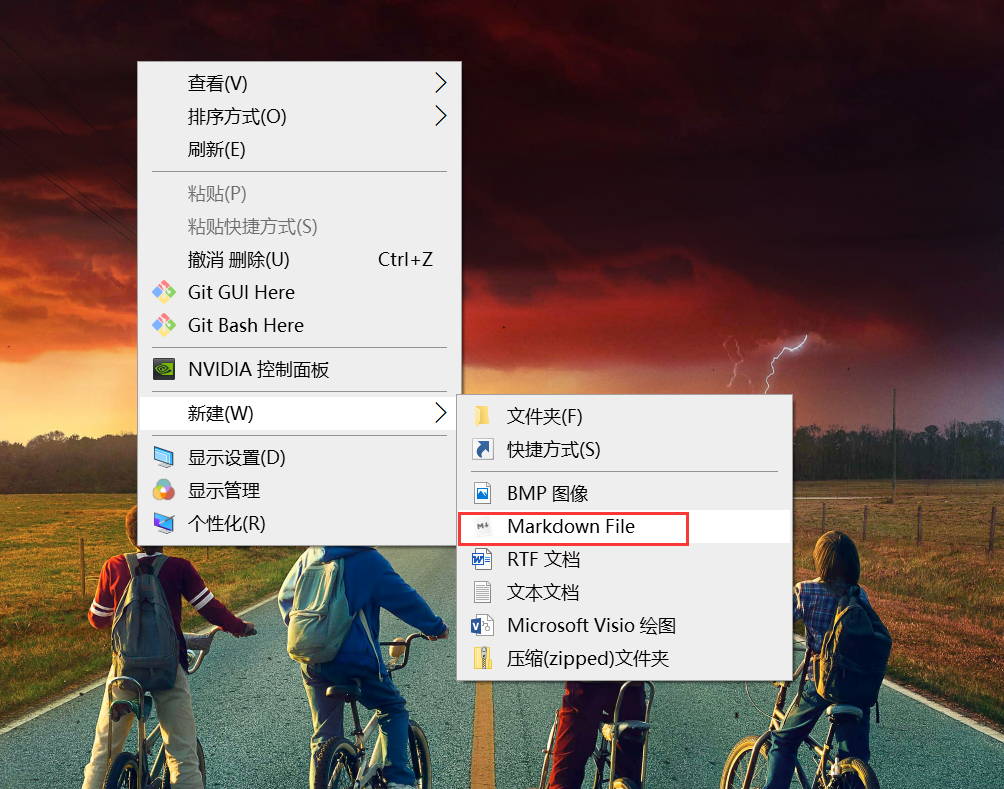 查看(V)
排序方式(O)
刷新(E)
粘贴(P)
粘贴快捷方式(S)
撤消 删除(U) Ctrl+Z
Git GUI Here
Git Bash Here
NVIDIA 控制面板
新建(W)
显示设置(D)
显示管理
个性化(R)
文件夹(F)
快捷方式(S)
BMP 图像
Markdown File
RTF 文档
文本文档
Microsoft Visio 绘图
压缩(zipped)文件夹